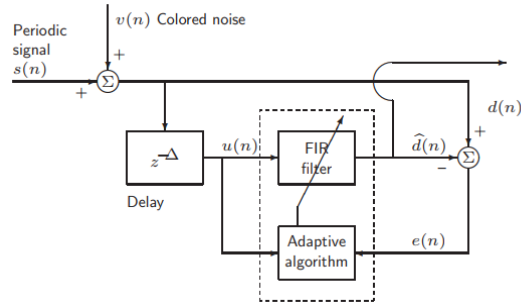 v(n) Colored noise
Periodic
signal
s(n)
+
+
Σ
d(n)
z^-Δ
u(n)
FIR
filter
d̂(n)
+
−
Σ
Delay
Adaptive
algorithm
e(n)